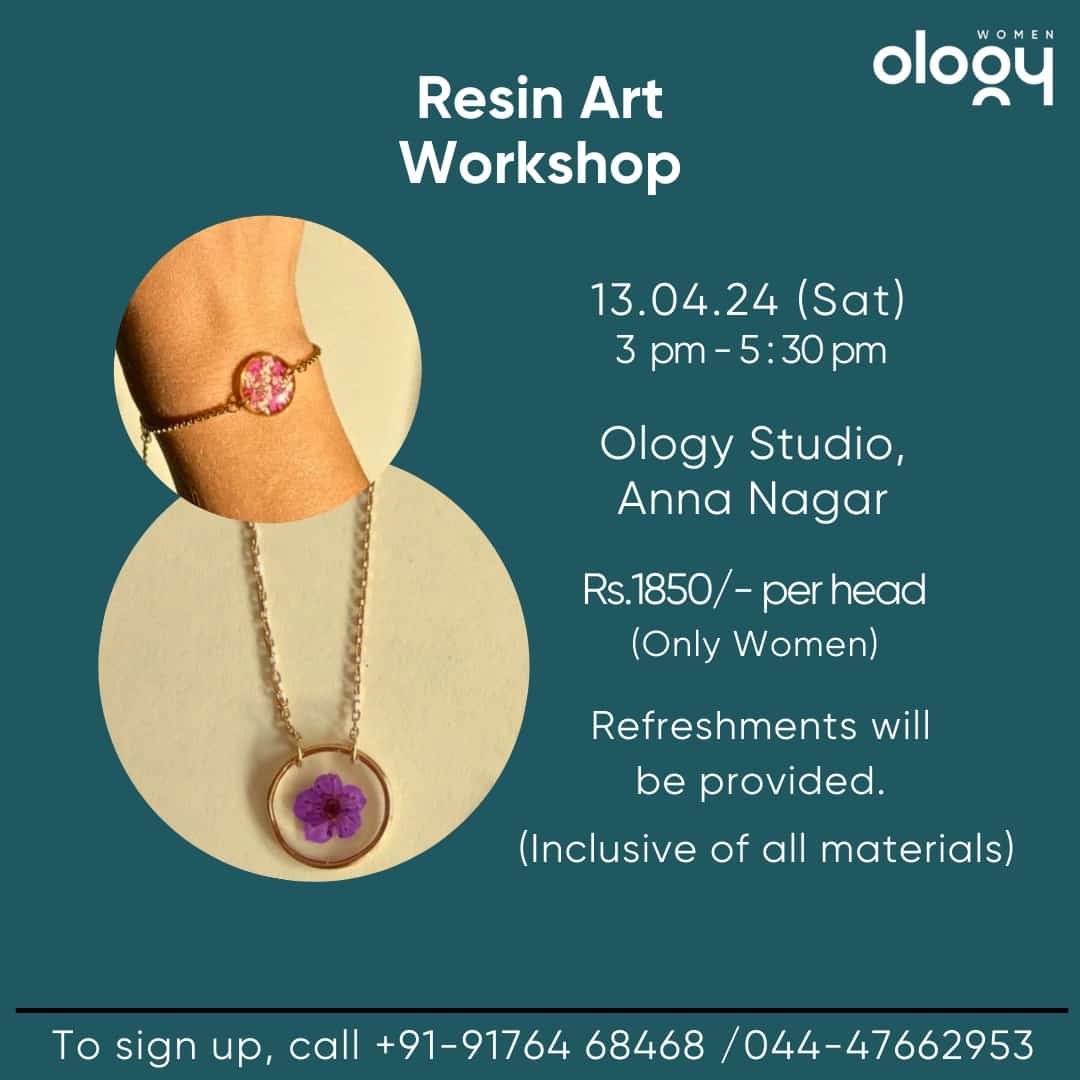 WOMEN
ology
Resin Art
Workshop
13.04.24 (Sat)
3 pm - 5:30 pm
Ology Studio,
Anna Nagar
Rs.1850/- per head
(Only Women)
Refreshments will
be provided.
(Inclusive of all materials)
To sign up, call +91-91764 68468 /044-47662953